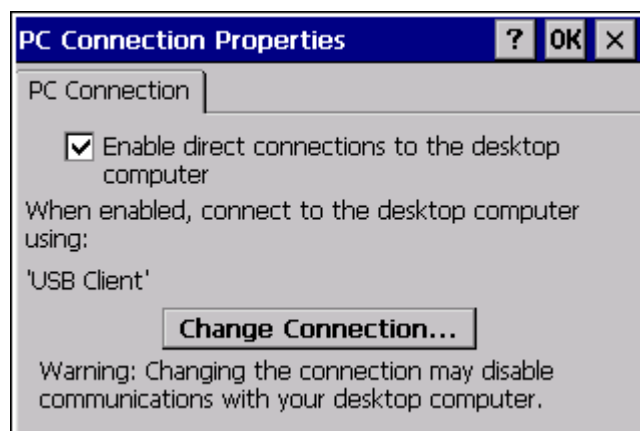 PC Connection Properties ? OK ×
PC Connection
Enable direct connections to the desktop
computer
When enabled, connect to the desktop computer
using:
'USB Client'
Change Connection...
Warning: Changing the connection may disable
communications with your desktop computer.